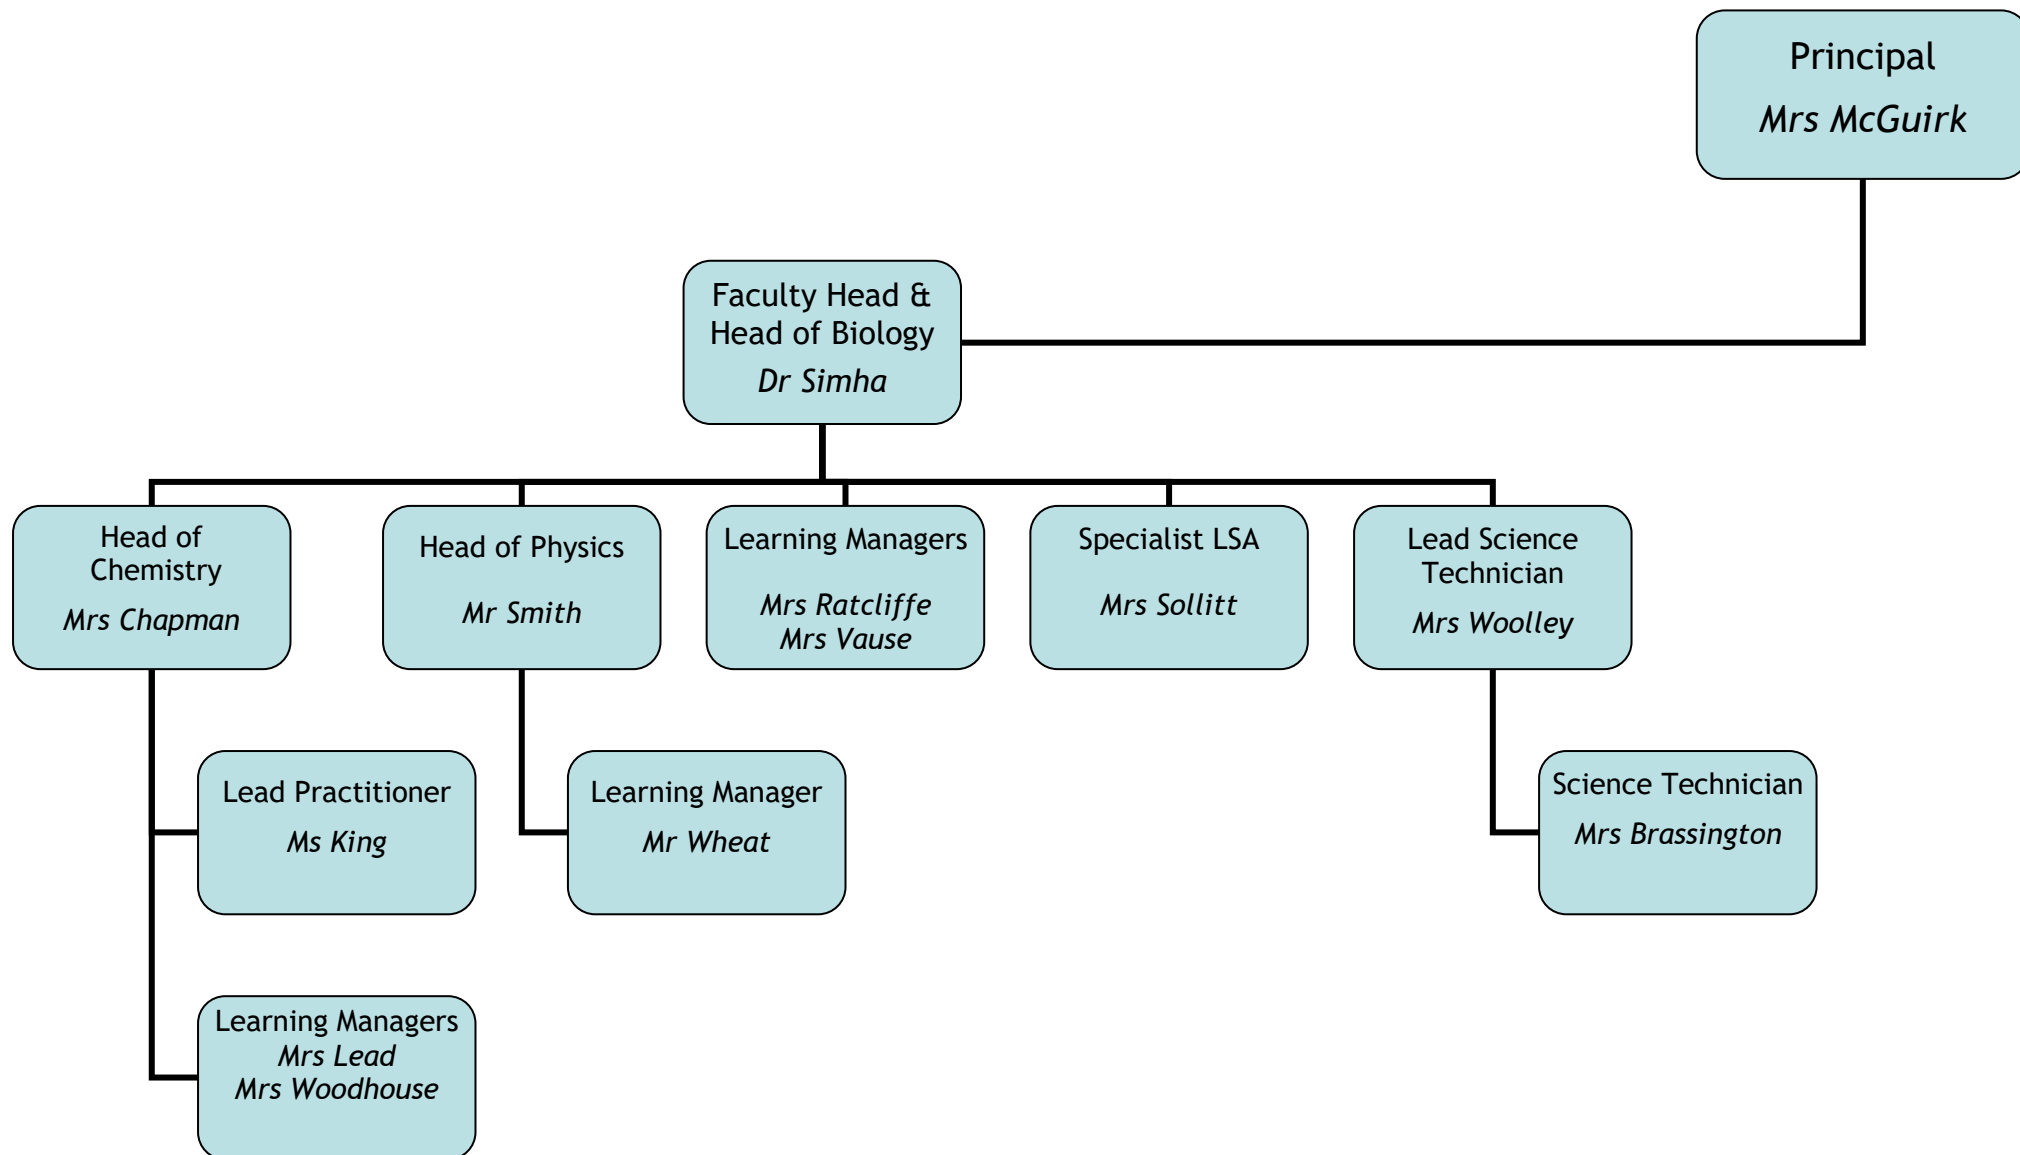 Principal
Mrs McGuirk
Faculty Head &
Head of Biology
Dr Simha
Head of
Chemistry
Mrs Chapman
Head of Physics
Mr Smith
Learning Managers
Mrs Ratcliffe
Mrs Vause
Specialist LSA
Mrs Sollitt
Lead Science
Technician
Mrs Woolley
Lead Practitioner
Ms King
Learning Manager
Mr Wheat
Science Technician
Mrs Brassington
Learning Managers
Mrs Lead
Mrs Woodhouse